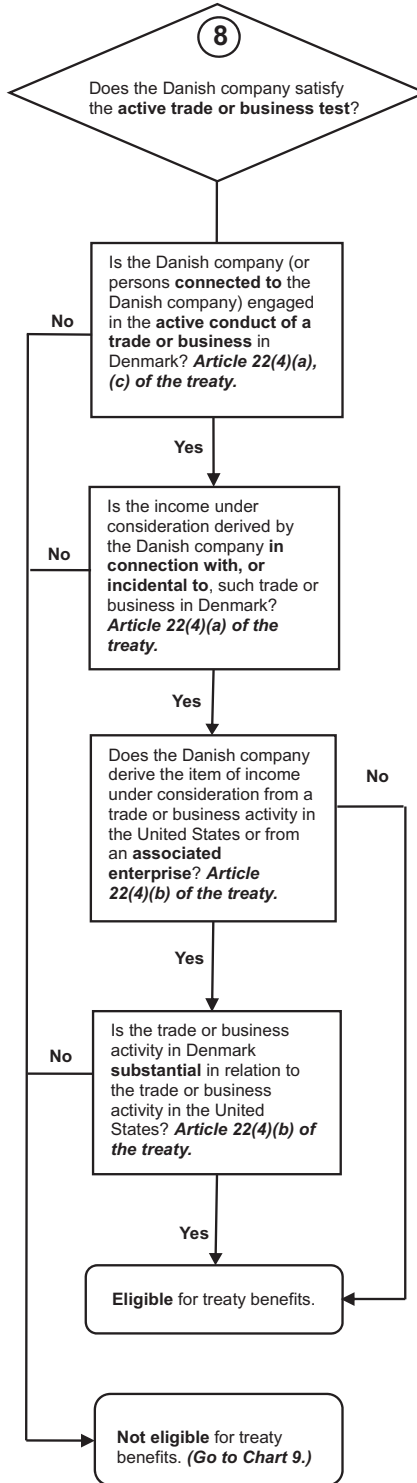 8
Does the Danish company satisfy
the active trade or business test?
Is the Danish company (or
persons connected to the
Danish company) engaged
in the active conduct of a
trade or business in
Denmark? Article 22(4)(a),
(c) of the treaty.
No
Yes
Is the income under
consideration derived by
the Danish company in
connection with, or
incidental to, such trade or
business in Denmark?
Article 22(4)(a) of the
treaty.
No
Yes
Does the Danish company
derive the item of income
under consideration from a
trade or business activity in
the United States or from
an associated
enterprise? Article
22(4)(b) of the treaty.
No
Yes
Is the trade or business
activity in Denmark
substantial in relation to
the trade or business
activity in the United
States? Article 22(4)(b) of
the treaty.
No
Yes
Eligible for treaty benefits.
Not eligible for treaty
benefits. (Go to Chart 9.)